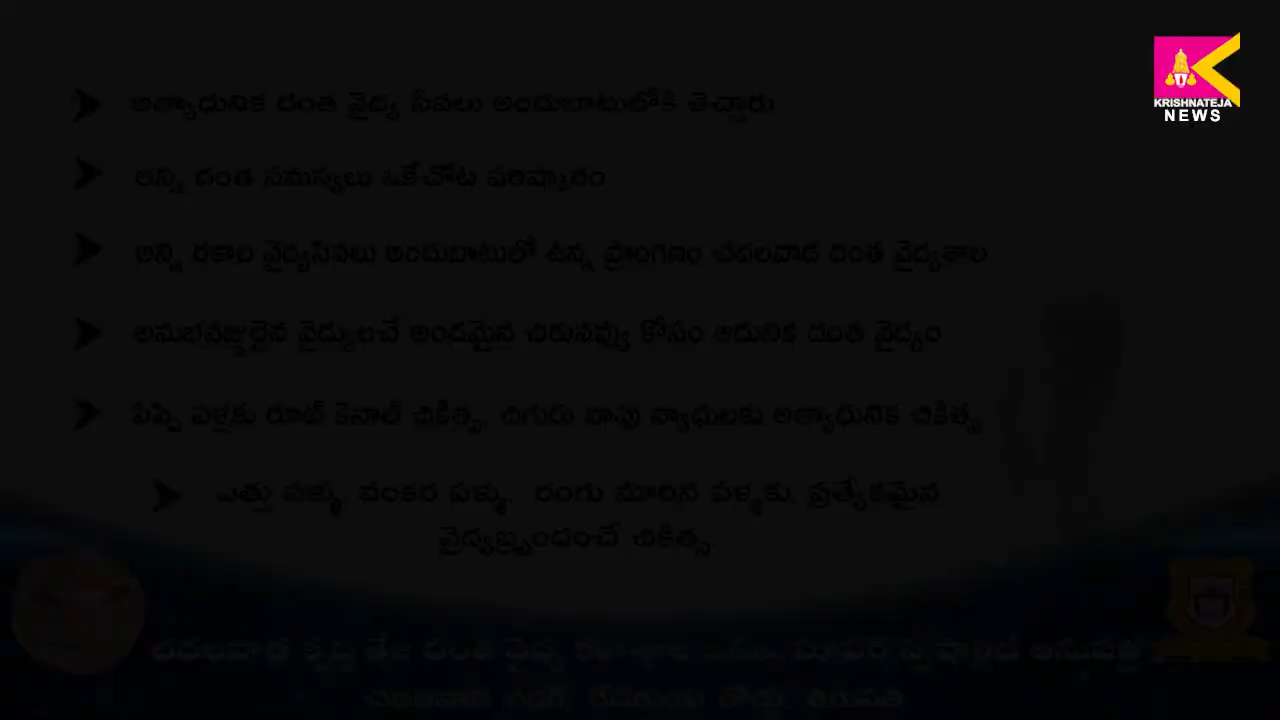 KRISHNATEJA
NEWS
అత్యాధునిక దంత వైద్య సేవలు అందుబాటులోకి తెచ్చారు
అన్ని దంత సమస్యలు ఒకేచోట పరిష్కారం
అన్ని రకాల వైద్యసేవలు అందుబాటులో ఉన్న ప్రాంగణం చదలవాడ దంత వైద్యశాల
అనుభవజ్ఞులైన వైద్యులచే అందమైన చిరునవ్వు కోసం ఆధునిక దంత వైద్యం
పిప్పి పళ్లకు రూట్ కెనాల్ చికిత్స, చిగురు వాపు వ్యాధులకు అత్యాధునిక చికిత్స
ఎత్తు పళ్ళు, వంకర పళ్ళు, రంగు మారిన పళ్ళకు, ప్రత్యేకమైన
వైద్యబృందంచే చికిత్స
దంత వైద్య
రోడ్డు, తిరుపతి